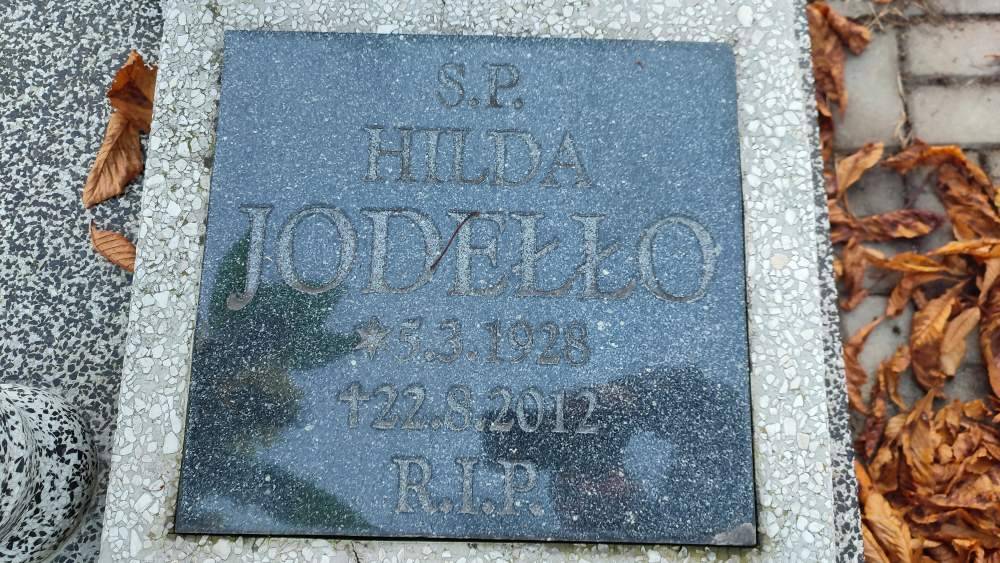 S.P.
HILDA
JODEŁŁO
*5.3.1928
†22.8.2012
R.I.P.